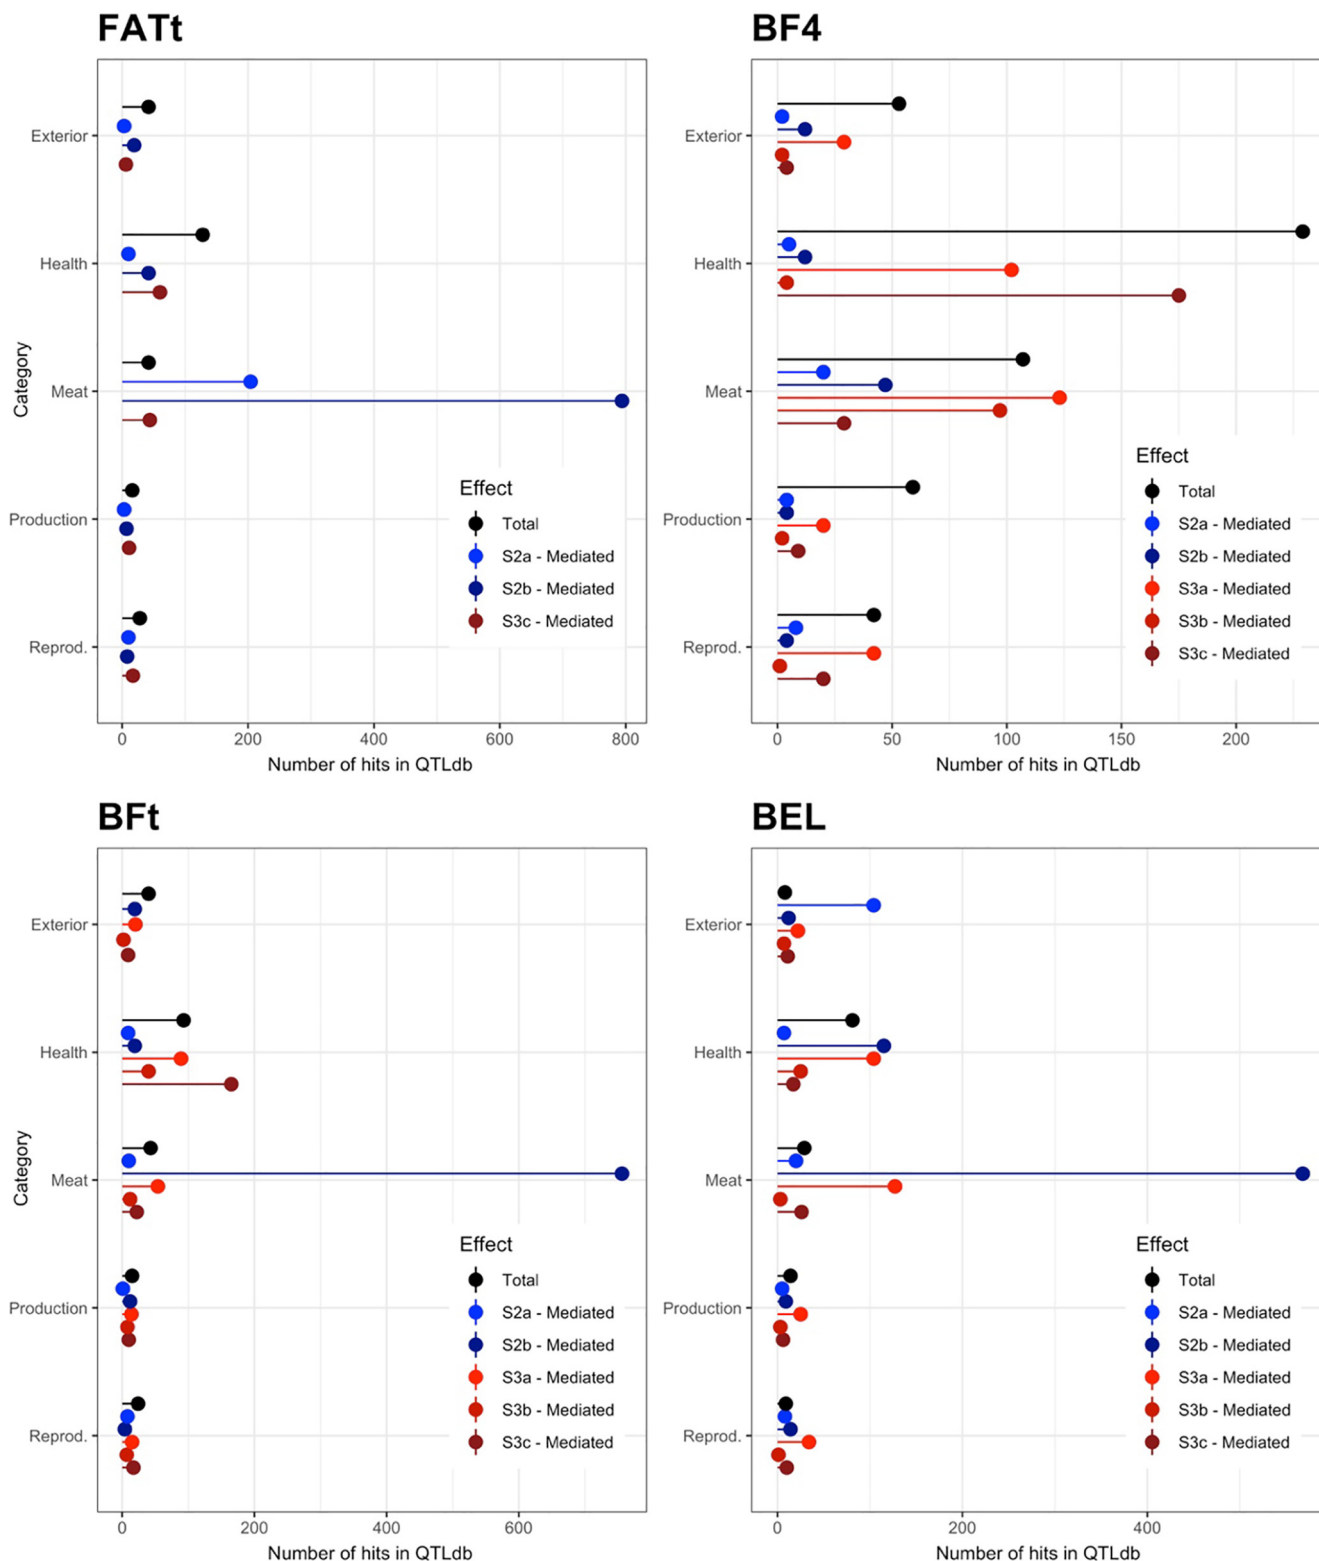 FATt
Exterior
Health
Meat
Production
Reprod.
Category
0 200 400 600 800
Number of hits in QTLdb
Effect
Total
S2a - Mediated
S2b - Mediated
S3c - Mediated
BF4
Exterior
Health
Meat
Production
Reprod.
0 50 100 150 200
Number of hits in QTLdb
Effect
Total
S2a - Mediated
S2b - Mediated
S3a - Mediated
S3b - Mediated
S3c - Mediated
BFt
Exterior
Health
Meat
Production
Reprod.
Category
0 200 400 600
Number of hits in QTLdb
Effect
Total
S2a - Mediated
S2b - Mediated
S3a - Mediated
S3b - Mediated
S3c - Mediated
BEL
Exterior
Health
Meat
Production
Reprod.
0 200 400
Number of hits in QTLdb
Effect
Total
S2a - Mediated
S2b - Mediated
S3a - Mediated
S3b - Mediated
S3c - Mediated